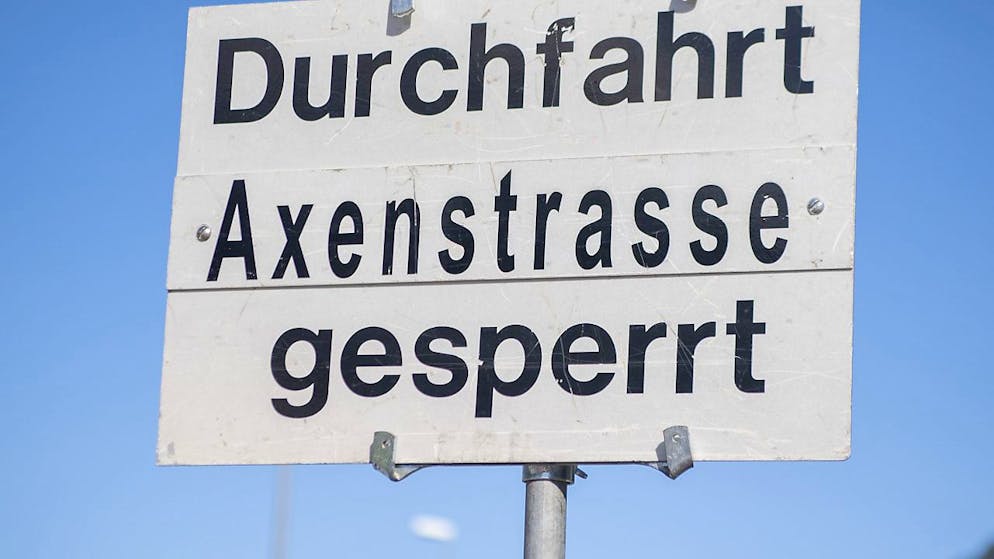 Durchfahrt
Axenstrasse
gesperrt